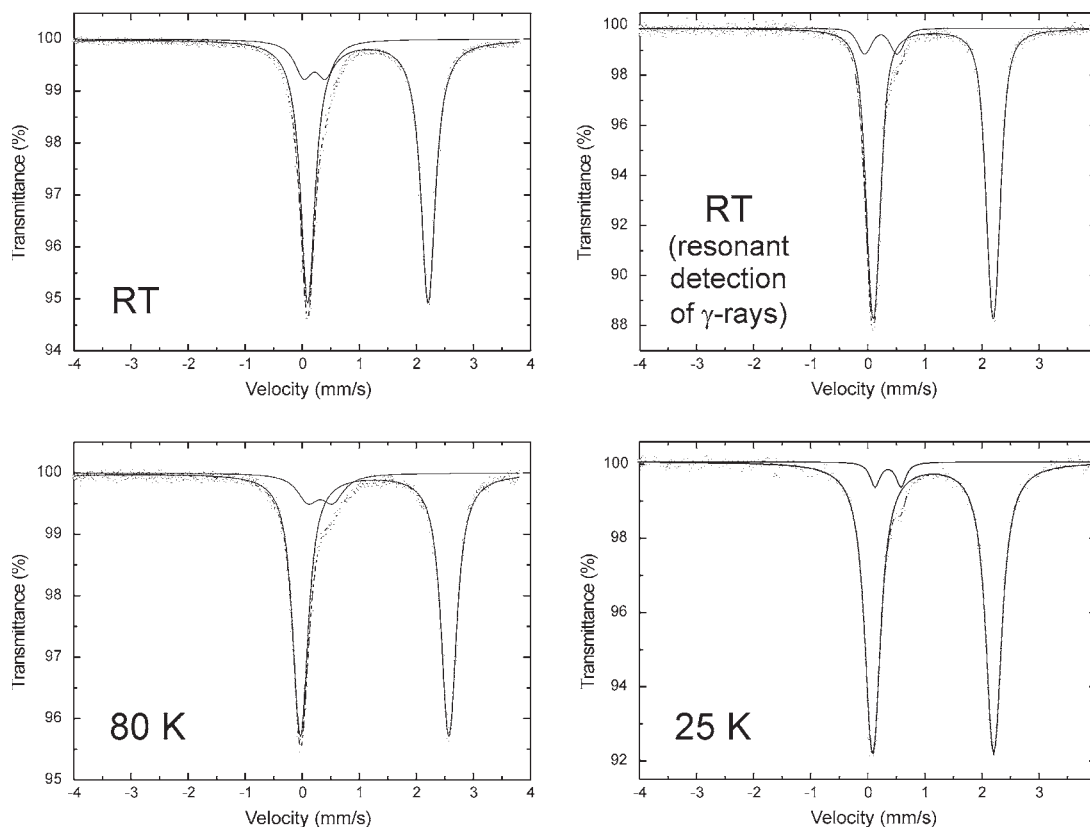 100
99
98
97
96
95
94
Transmittance (%)
RT
-4 -3 -2 -1 0 1 2 3 4
Velocity (mm/s)
100
98
96
94
92
90
88
Transmittance (%)
RT
(resonant
detection
of γ-rays)
-4 -3 -2 -1 0 1 2 3
Velocity (mm/s)
100
99
98
97
96
95
Transmittance (%)
80 K
-4 -3 -2 -1 0 1 2 3 4
Velocity (mm/s)
100
98
96
94
92
Transmittance (%)
25 K
-4 -3 -2 -1 0 1 2 3
Velocity (mm/s)